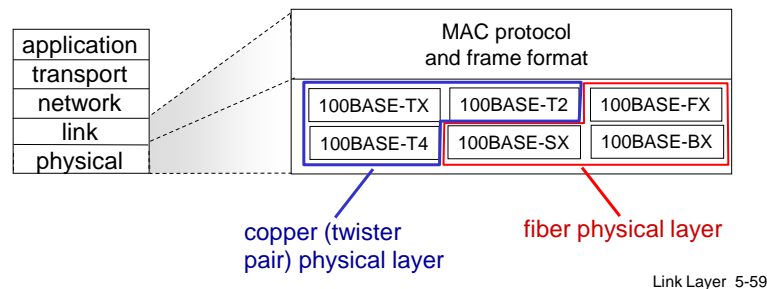 application
transport
network
link
physical
MAC protocol
and frame format
100BASE-TX
100BASE-T2
100BASE-FX
100BASE-T4
100BASE-SX
100BASE-BX
copper (twister
pair) physical layer
fiber physical layer
Link Layer 5-59